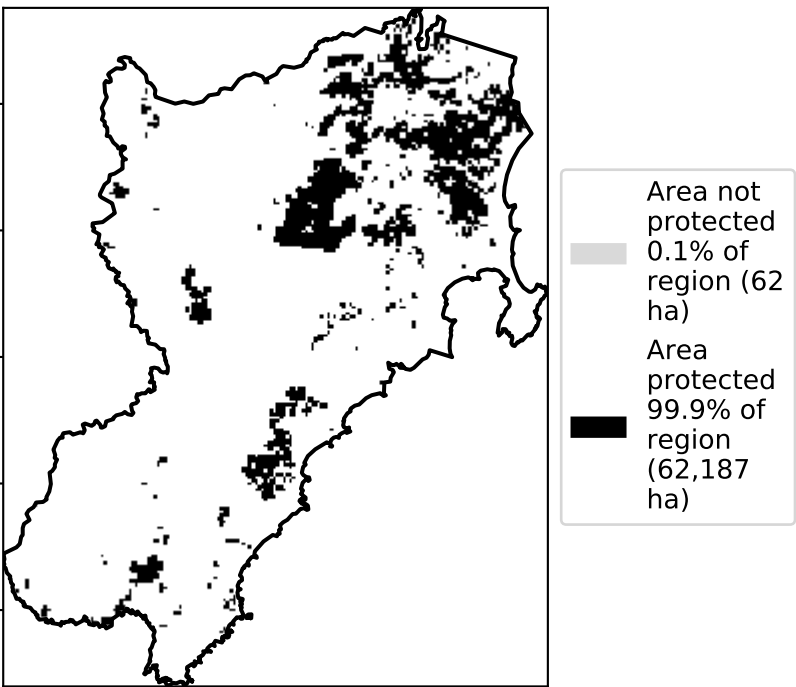 Area not
protected
0.1% of
region (62
ha)
Area
protected
99.9% of
region
(62,187
ha)